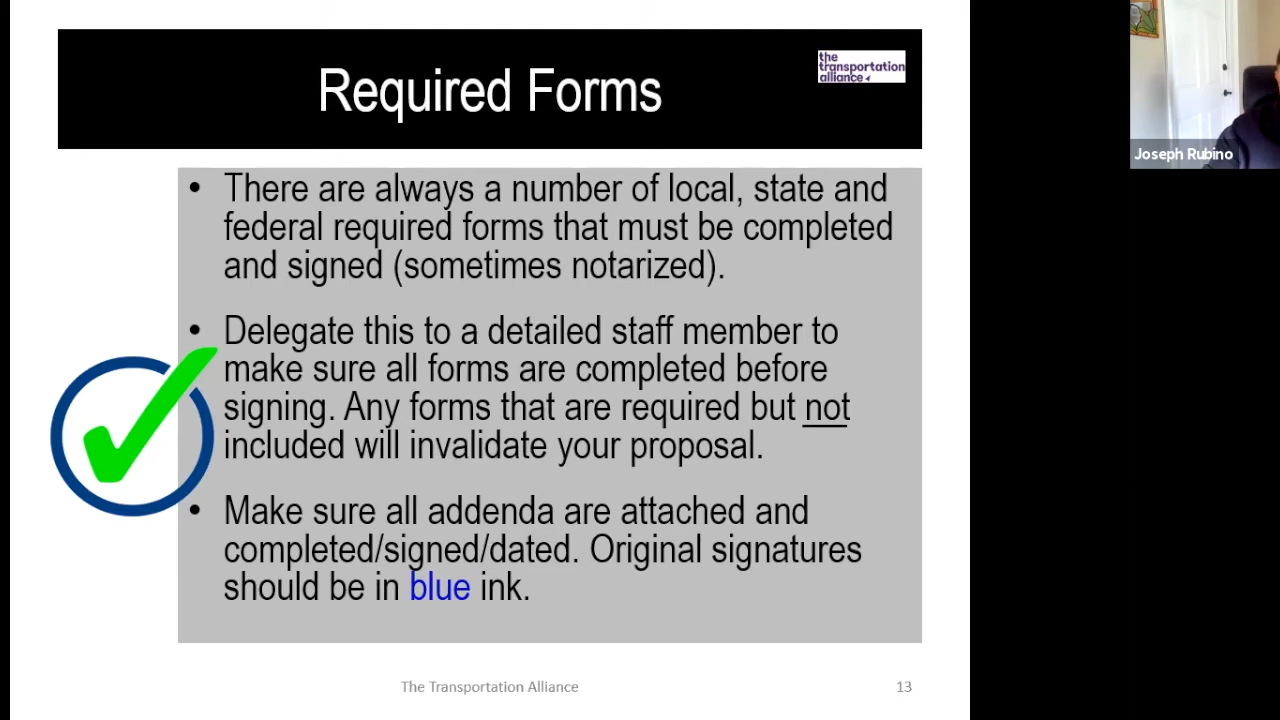 Required Forms
the
transportation
alliance
• There are always a number of local, state and
federal required forms that must be completed
and signed (sometimes notarized).
• Delegate this to a detailed staff member to
make sure all forms are completed before
signing. Any forms that are required but not
included will invalidate your proposal.
• Make sure all addenda are attached and
completed/signed/dated. Original signatures
should be in blue ink.
The Transportation Alliance
13
Joseph Rubino